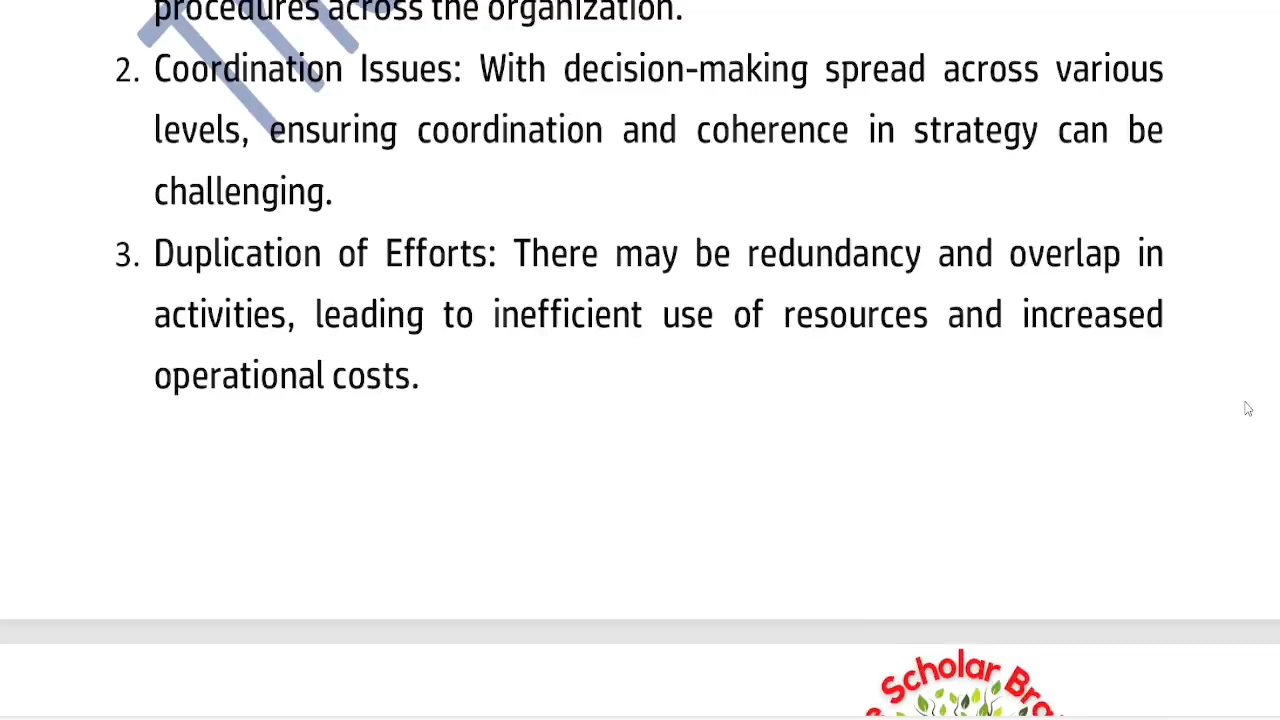 procedures across the organization.
2. Coordination Issues: With decision-making spread across various
levels, ensuring coordination and coherence in strategy can be
challenging.
3. Duplication of Efforts: There may be redundancy and overlap in
activities, leading to inefficient use of resources and increased
operational costs.
Scholar